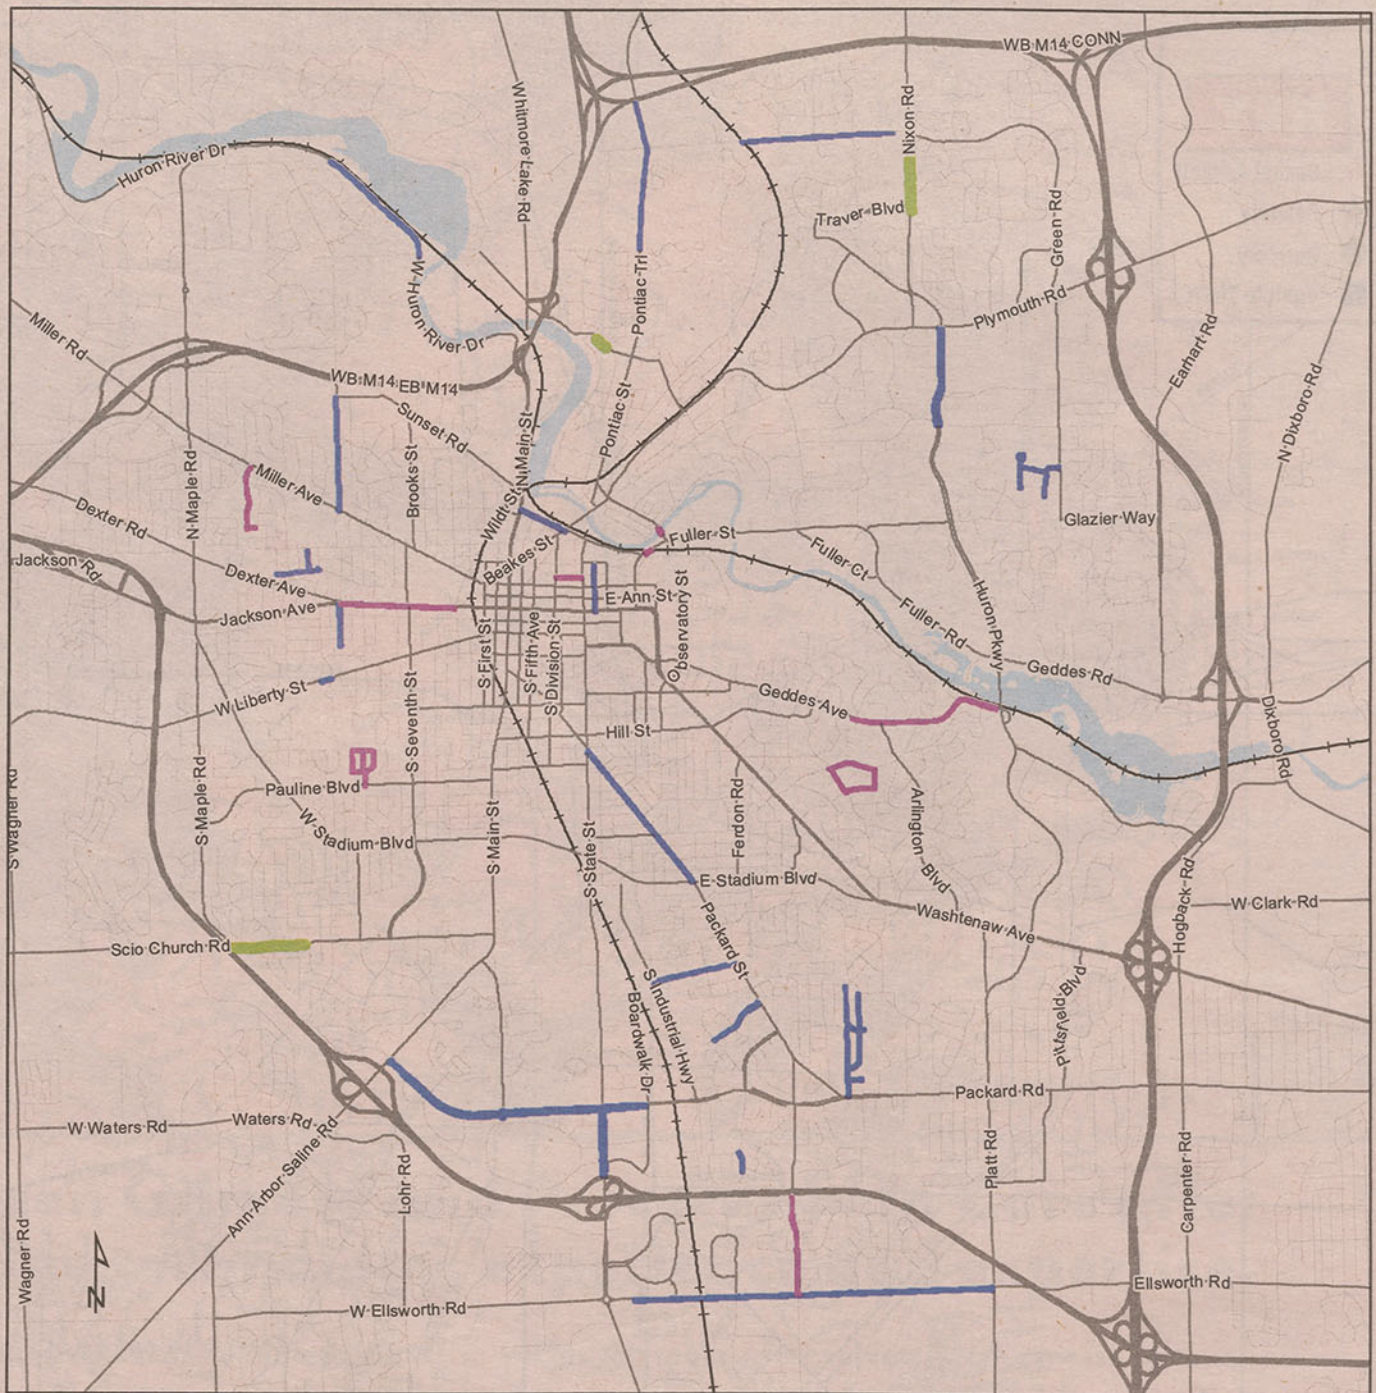 WB M14 CONN
Whitmore Lake Rd
Nixon Rd
Huron River Dr
Traver Blvd
Green Rd
W Huron River Dr
Pontiac Trl
Plymouth Rd
Miller Rd
Earhart Rd
WB M14 EB M14
N Dixboro Rd
Sunset Rd
Pontiac St
N Main St
N Maple Rd
Miller Ave
Brooks St
Wildt St
Dexter Rd
Glazier Way
Fuller St
Beakes St
Fuller Ct
Jackson Rd
Dexter Ave
E Ann St
Observatory St
Jackson Ave
Huron Pkwy
Fuller Rd
S First St
S Fifth Ave
S Division St
Geddes Rd
W Liberty St
Geddes Ave
S Seventh St
Hill St
Dixboro Rd
Pauline Blvd
S Maple Rd
S Wagner Rd
W Stadium Blvd
S Main St
S State St
Ferdon Rd
Arlington Blvd
E Stadium Blvd
W Clark Rd
Hogback Rd
Washtenaw Ave
Packard St
Scio Church Rd
S Industrial Hwy
Boardwalk Dr
Pittsfield Blvd
Packard Rd
W Waters Rd
Waters Rd
Ann Arbor Saline Rd
Lohr Rd
Platt Rd
Carpenter Rd
Wagner Rd
N
W Ellsworth Rd
Ellsworth Rd